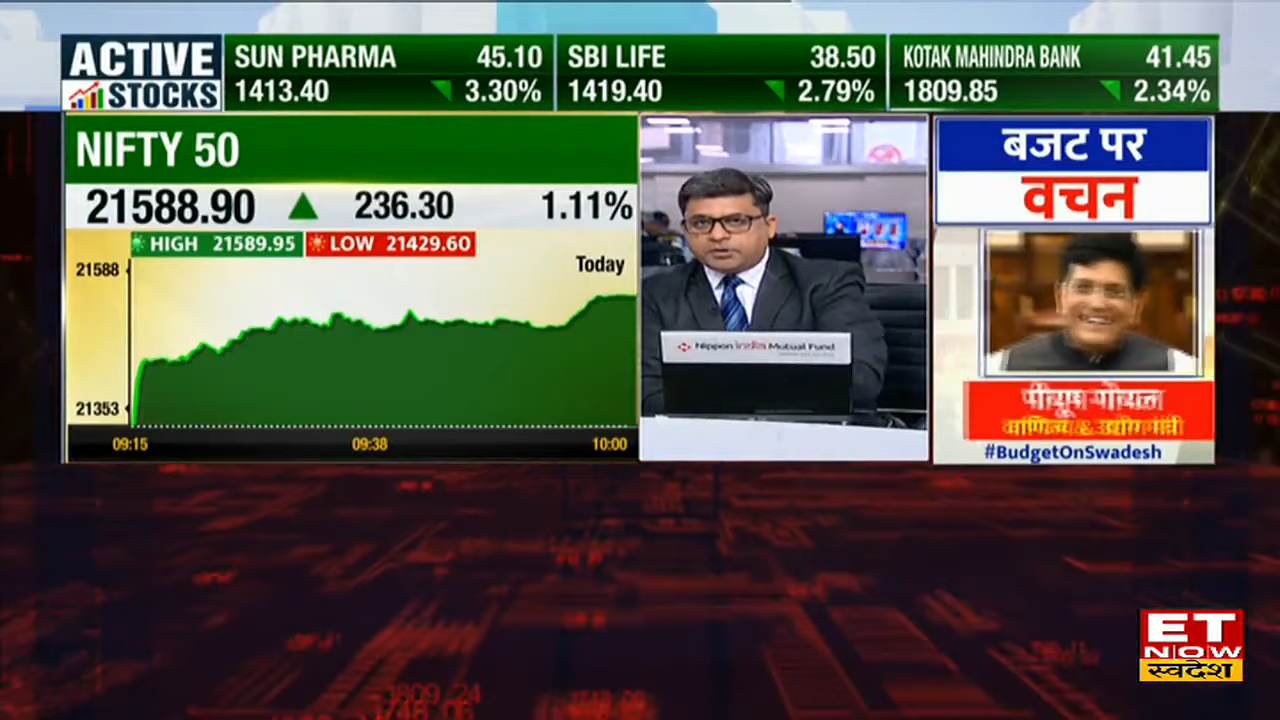 ACTIVE STOCKS
SUN PHARMA 45.10
1413.40 3.30%
SBI LIFE 38.50
1419.40 2.79%
KOTAK MAHINDRA BANK 41.45
1809.85 2.34%
NIFTY 50
21588.90 236.30 1.11%
HIGH 21589.95 LOW 21429.60
Today
21588
21353
09:15 09:38 10:00
Nippon india Mutual Fund
बजट पर
वचन
पीयूष गोयल
#BudgetOnSwadesh
ET
NOW
स्वदेश